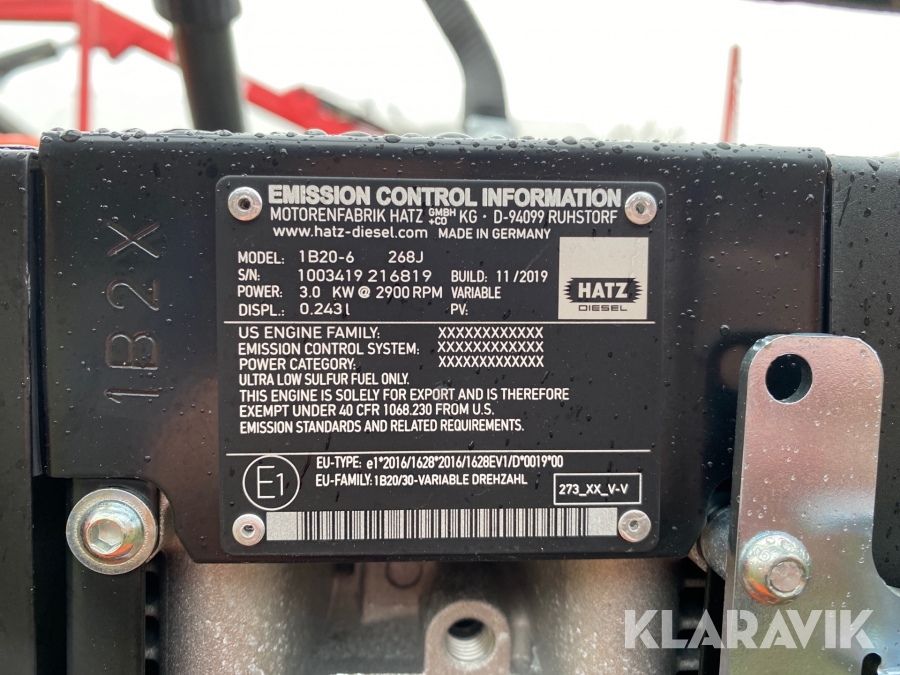 EMISSION CONTROL INFORMATION
MOTORENFABRIK HATZ GMBH +CO KG · D-94099 RUHSTORF
www.hatz-diesel.com MADE IN GERMANY
MODEL: 1B20-6 268J
S/N: 1003419 216819 BUILD: 11/2019
POWER: 3.0 KW @ 2900 RPM VARIABLE
DISPL.: 0.243 l PV:
HATZ
DIESEL
US ENGINE FAMILY: XXXXXXXXXXXX
EMISSION CONTROL SYSTEM: XXXXXXXXXXXX
POWER CATEGORY: XXXXXXXXXXXX
ULTRA LOW SULFUR FUEL ONLY.
THIS ENGINE IS SOLELY FOR EXPORT AND IS THEREFORE
EXEMPT UNDER 40 CFR 1068.230 FROM U.S.
EMISSION STANDARDS AND RELATED REQUIREMENTS.
E1
EU-TYPE: e1*2016/1628*2016/1628EV1/D*0019*00
EU-FAMILY: 1B20/30-VARIABLE DREHZAHL
273_XX_V-V
1B2X
KLARAVIK